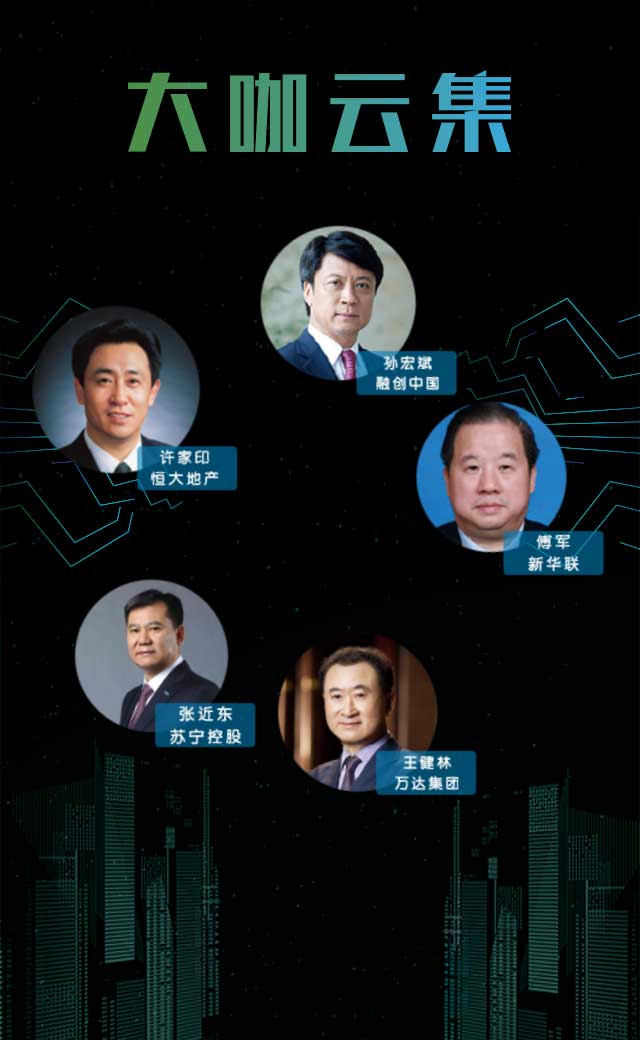 大咖云集
孙宏斌
融创中国
许家印
恒大地产
傅军
新华联
张近东
苏宁控股
王健林
万达集团